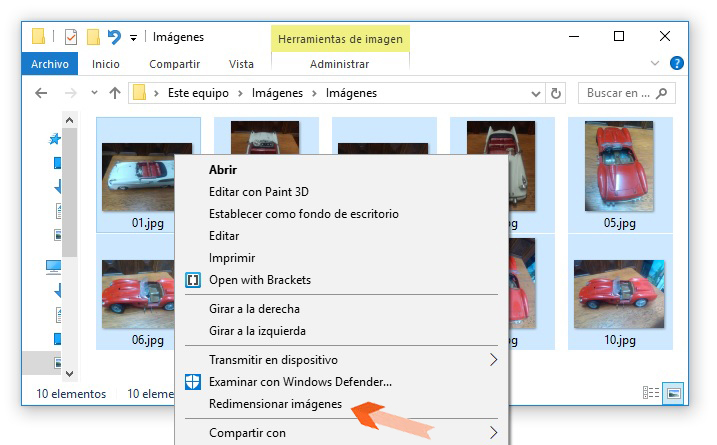 Imágenes
Herramientas de imagen
Archivo
Inicio
Compartir
Vista
Administrar
Este equipo
Imágenes
Imágenes
Buscar en ...
01.jpg
pg
05.jpg
Abrir
Editar con Paint 3D
Establecer como fondo de escritorio
Editar
Imprimir
Open with Brackets
Girar a la derecha
Girar a la izquierda
06.jpg
pg
10.jpg
Transmitir en dispositivo
Examinar con Windows Defender...
Redimensionar imágenes
Compartir con
10 elementos
10 eleme